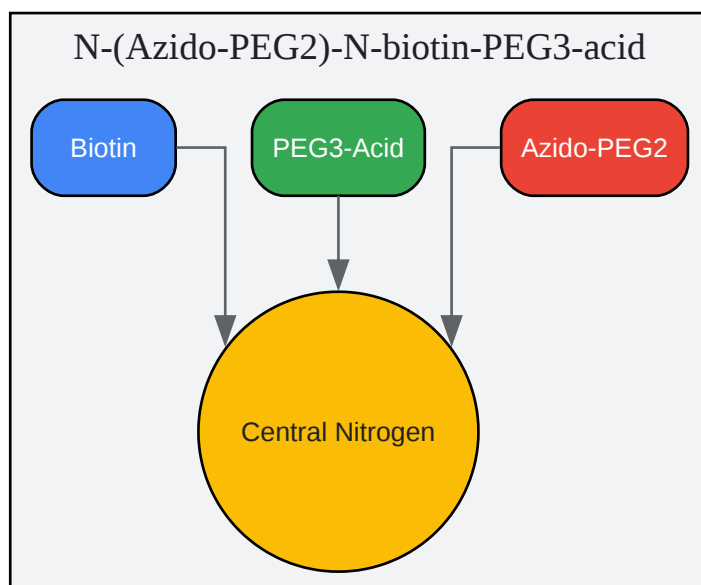 N-(Azido-PEG2)-N-biotin-PEG3-acid
Biotin
PEG3-Acid
Azido-PEG2
Central Nitrogen